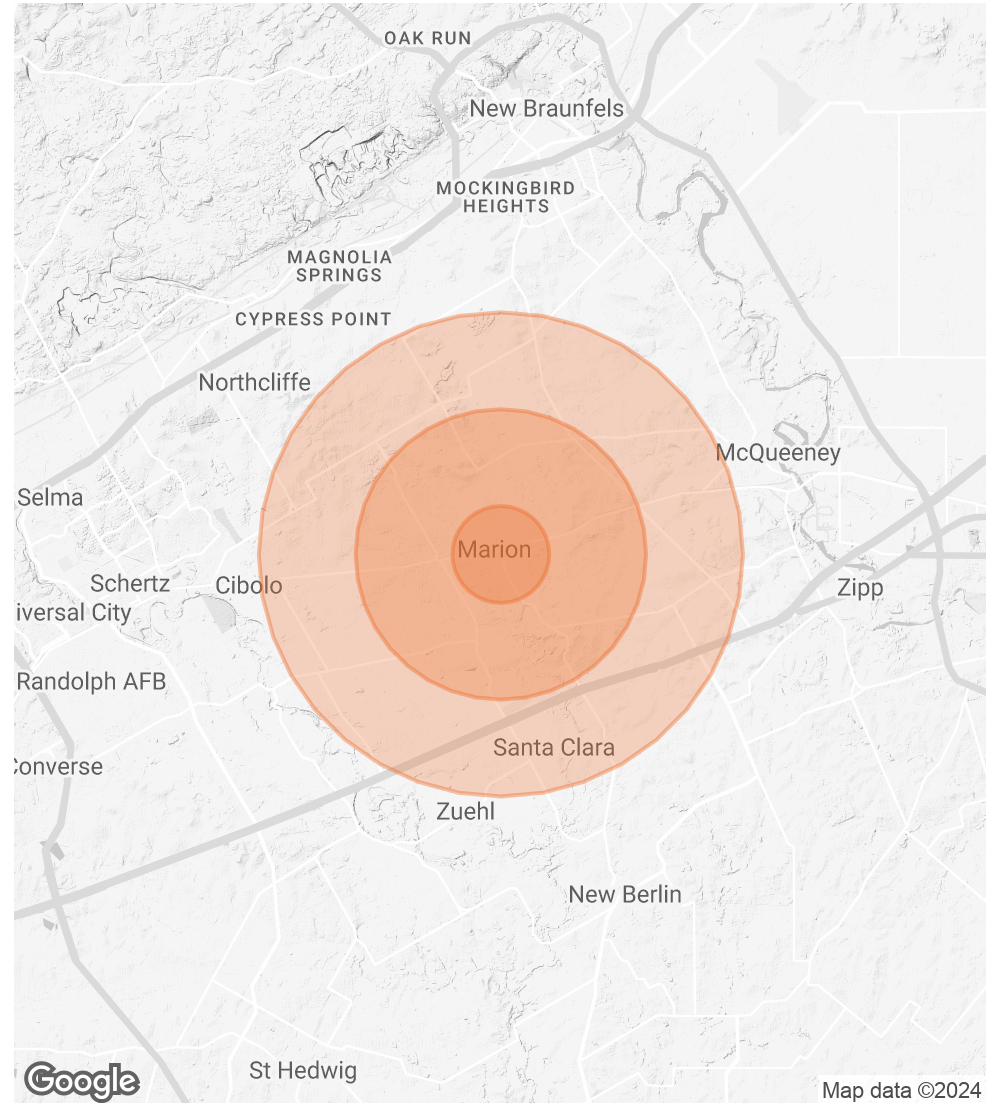 OAK RUN
New Braunfels
MOCKINGBIRD
HEIGHTS
MAGNOLIA
SPRINGS
CYPRESS POINT
Northcliffe
McQueeney
Selma
Marion
Schertz
Cibolo
Zipp
iversal City
Randolph AFB
Santa Clara
Converse
Zuehl
New Berlin
St Hedwig
Google
Map data ©2024